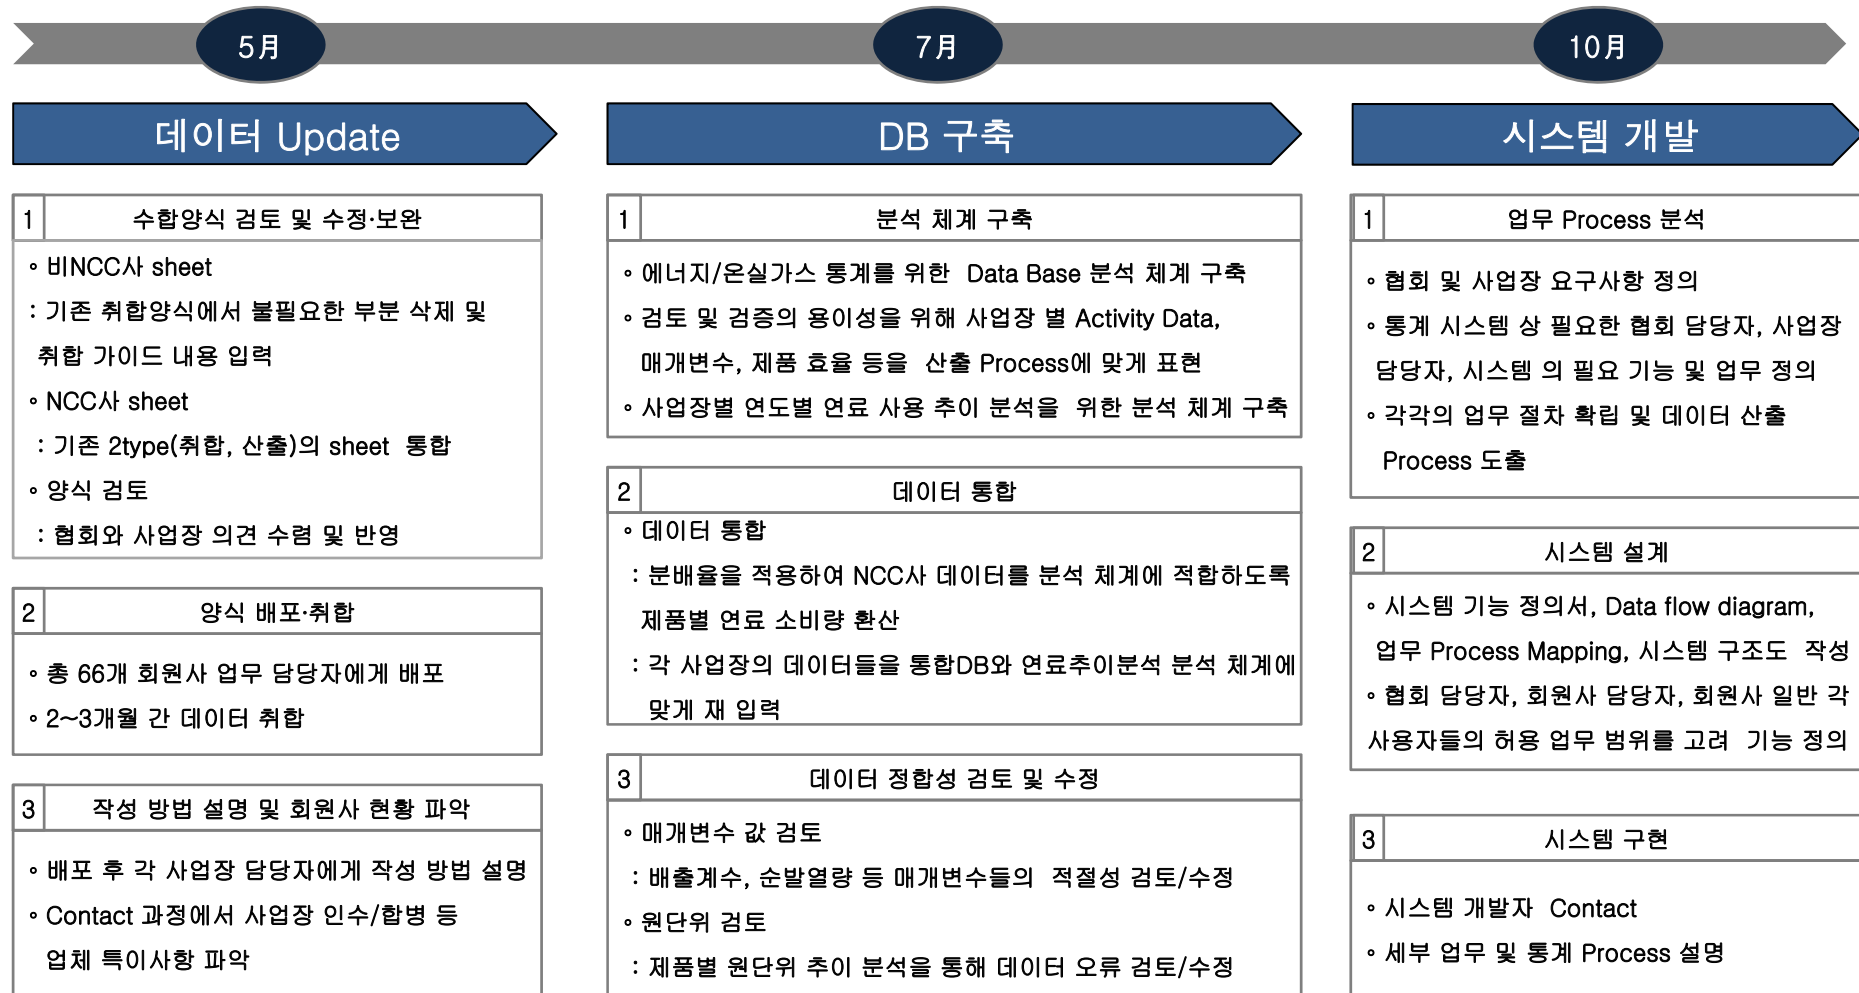 5月
7月
10月
데이터 Update
DB 구축
시스템 개발
1 수합양식 검토 및 수정·보완
∘ 비NCC사 sheet
: 기존 취합양식에서 불필요한 부분 삭제 및
취합 가이드 내용 입력
∘ NCC사 sheet
: 기존 2type(취합, 산출)의 sheet 통합
∘ 양식 검토
: 협회와 사업장 의견 수렴 및 반영
2 양식 배포·취합
∘ 총 66개 회원사 업무 담당자에게 배포
∘ 2~3개월 간 데이터 취합
3 작성 방법 설명 및 회원사 현황 파악
∘ 배포 후 각 사업장 담당자에게 작성 방법 설명
∘ Contact 과정에서 사업장 인수/합병 등
업체 특이사항 파악
1 분석 체계 구축
∘ 에너지/온실가스 통계를 위한 Data Base 분석 체계 구축
∘ 검토 및 검증의 용이성을 위해 사업장 별 Activity Data,
매개변수, 제품 효율 등을 산출 Process에 맞게 표현
∘ 사업장별 연도별 연료 사용 추이 분석을 위한 분석 체계 구축
2 데이터 통합
∘ 데이터 통합
: 분배율을 적용하여 NCC사 데이터를 분석 체계에 적합하도록
제품별 연료 소비량 환산
: 각 사업장의 데이터들을 통합DB와 연료추이분석 분석 체계에
맞게 재 입력
3 데이터 정합성 검토 및 수정
∘ 매개변수 값 검토
: 배출계수, 순발열량 등 매개변수들의 적절성 검토/수정
∘ 원단위 검토
: 제품별 원단위 추이 분석을 통해 데이터 오류 검토/수정
1 업무 Process 분석
∘ 협회 및 사업장 요구사항 정의
∘ 통계 시스템 상 필요한 협회 담당자, 사업장
담당자, 시스템 의 필요 기능 및 업무 정의
∘ 각각의 업무 절차 확립 및 데이터 산출
Process 도출
2 시스템 설계
∘ 시스템 기능 정의서, Data flow diagram,
업무 Process Mapping, 시스템 구조도 작성
∘ 협회 담당자, 회원사 담당자, 회원사 일반 각
사용자들의 허용 업무 범위를 고려 기능 정의
3 시스템 구현
∘ 시스템 개발자 Contact
∘ 세부 업무 및 통계 Process 설명